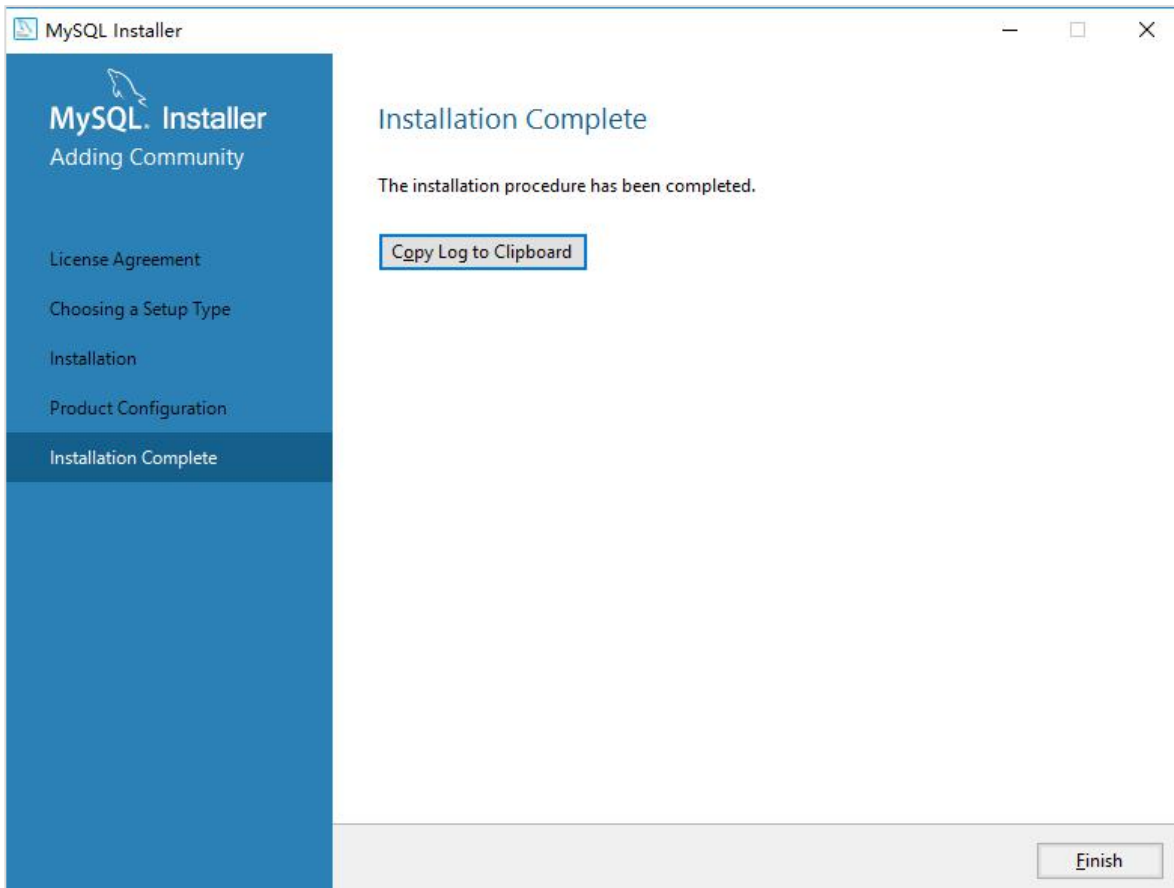 MySQL Installer
MySQL. Installer
Adding Community
License Agreement
Choosing a Setup Type
Installation
Product Configuration
Installation Complete
Installation Complete
The installation procedure has been completed.
Copy Log to Clipboard
Finish